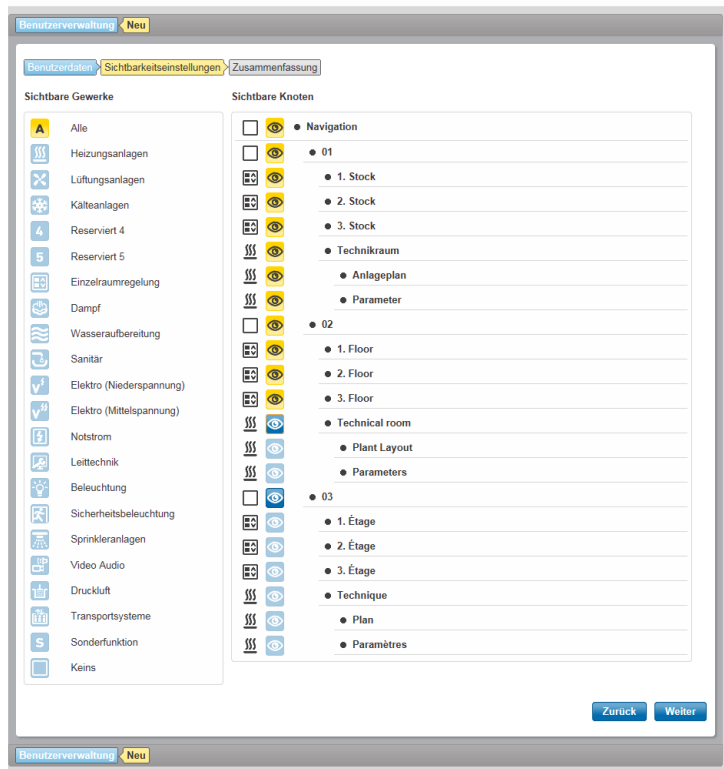 Benutzerverwaltung Neu
Benutzerdaten Sichtbarkeitseinstellungen Zusammenfassung
Sichtbare Gewerke
A Alle
Heizungsanlagen
Lüftungsanlagen
Kälteanlagen
4 Reserviert 4
5 Reserviert 5
Einzelraumregelung
Dampf
Wasseraufbereitung
Sanitär
Elektro (Niederspannung)
Elektro (Mittelspannung)
Notstrom
Leittechnik
Beleuchtung
Sicherheitsbeleuchtung
Sprinkleranlagen
Video Audio
Druckluft
Transportsysteme
S Sonderfunktion
Keins
Sichtbare Knoten
Navigation
01
1. Stock
2. Stock
3. Stock
Technikraum
Anlageplan
Parameter
02
1. Floor
2. Floor
3. Floor
Technical room
Plant Layout
Parameters
03
1. Étage
2. Étage
3. Étage
Technique
Plan
Paramètres
Zurück Weiter
Benutzerverwaltung Neu